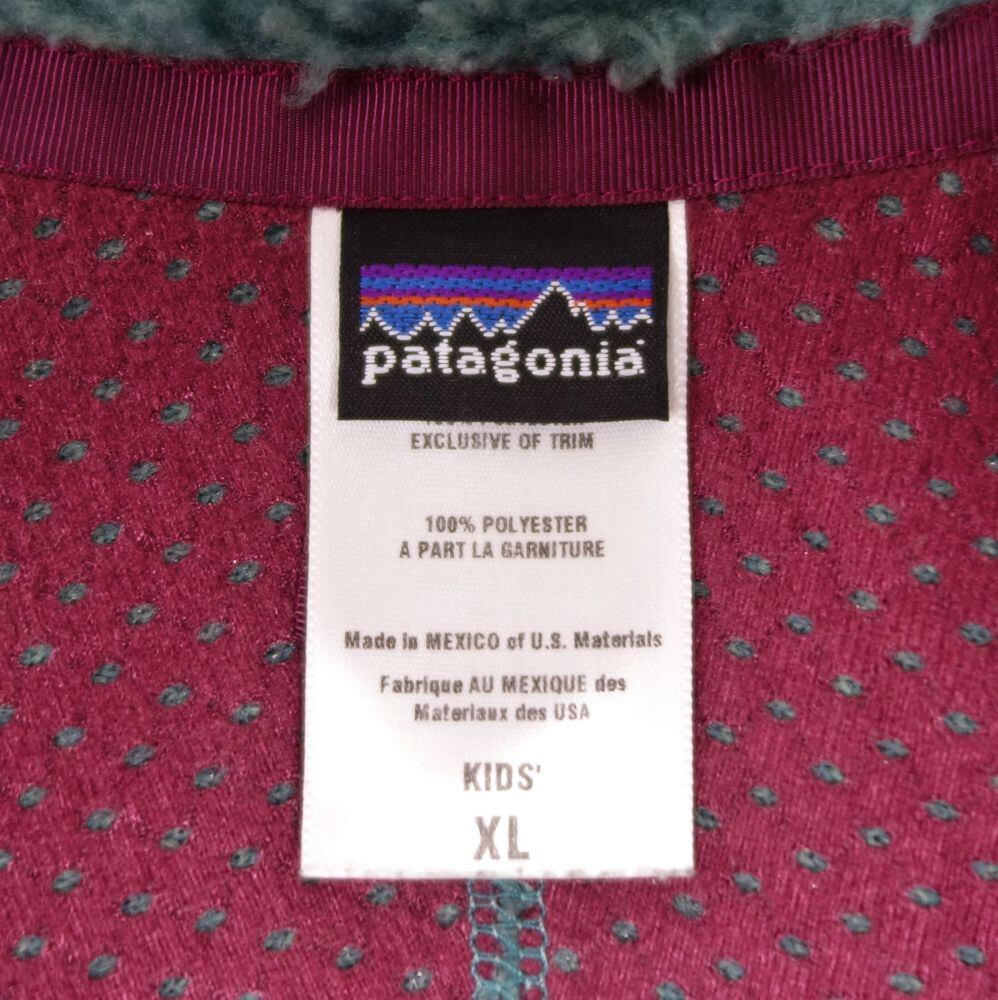 patagonia
EXCLUSIVE OF TRIM
100% POLYESTER
A PART LA GARNITURE
Made in MEXICO of U.S. Materials
Fabrique AU MEXIQUE des
Materiaux des USA
KIDS'
XL